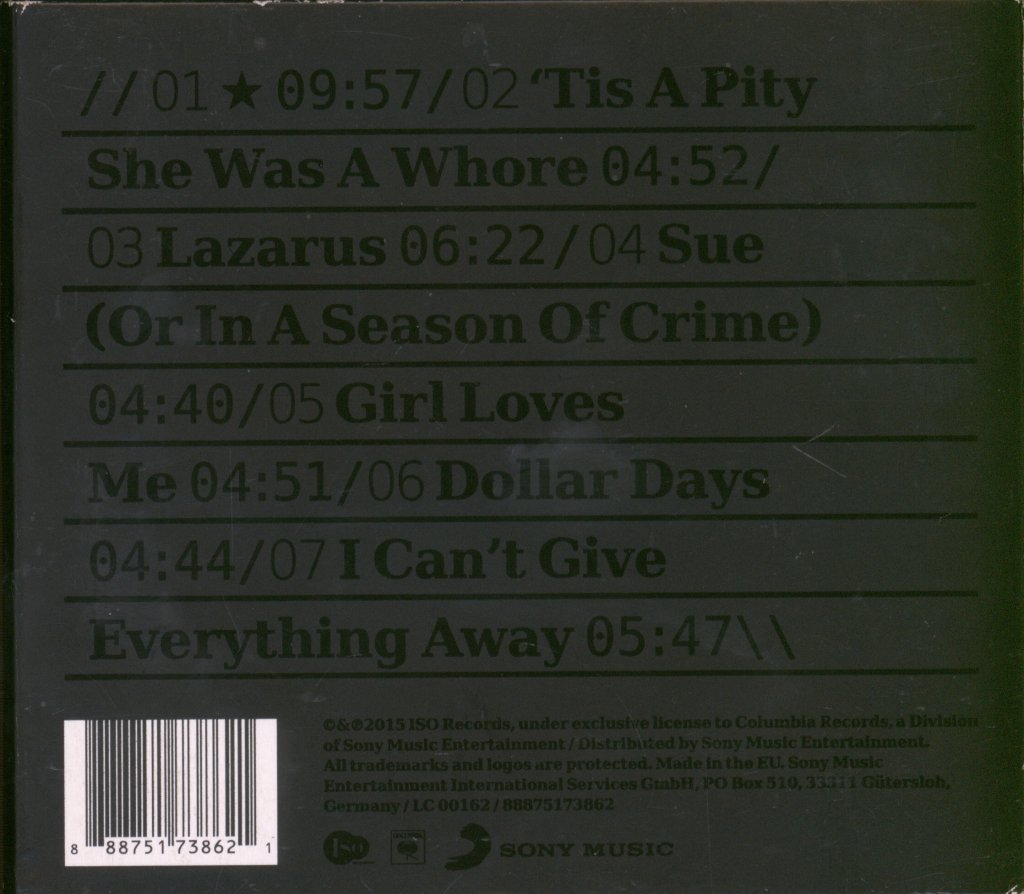 //01 ★ 09:57/02 ‘Tis A Pity
She Was A Whore 04:52/
03 Lazarus 06:22/04 Sue
(Or In A Season Of Crime)
04:40/05 Girl Loves
Me 04:51/06 Dollar Days
04:44/07 I Can’t Give
Everything Away 05:47\\
©&℗2015 ISO Records, under exclusive license to Columbia Records, a Division
of Sony Music Entertainment / Distributed by Sony Music Entertainment.
All trademarks and logos are protected. Made in the EU. Sony Music
Entertainment International Services GmbH, PO Box 510, 33311 Gütersloh,
Germany / LC 00162 / 88875173862
8 88751 73862 1
ISO
SONY MUSIC